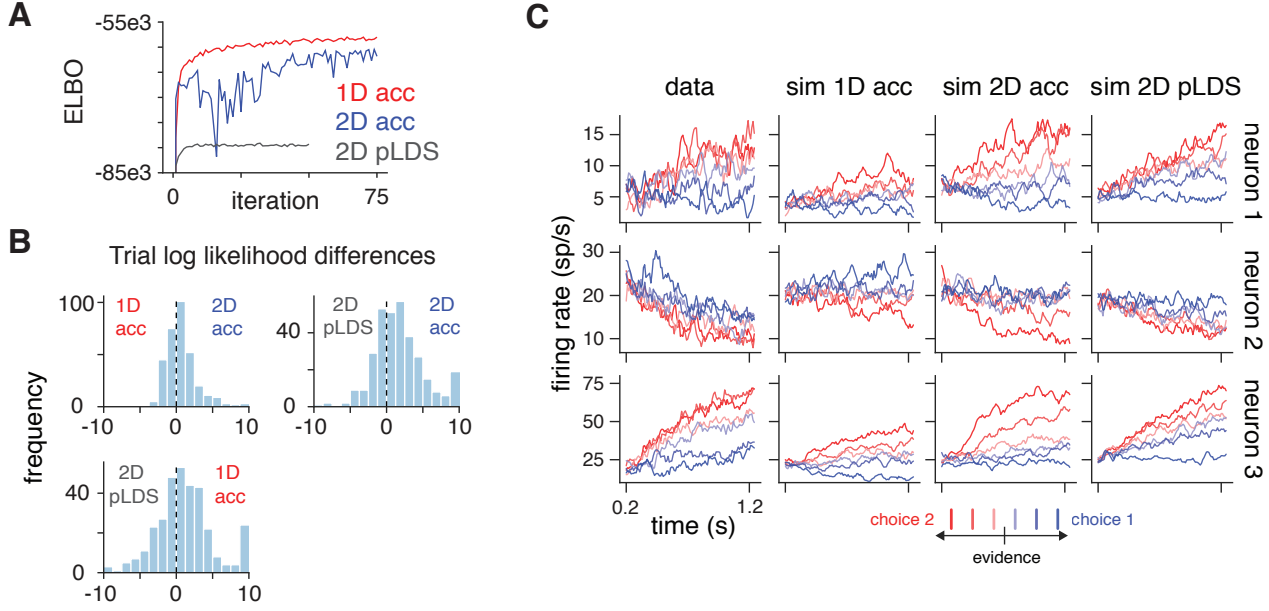 A
-55e3
ELBO
-85e3
0
iteration
75
1D acc
2D acc
2D pLDS
B
Trial log likelihood differences
frequency
100
0
1D
acc
2D
acc
-10
0
10
40
0
2D
pLDS
2D
acc
-10
0
10
40
0
2D
pLDS
1D
acc
-10
0
10
C
data
sim 1D acc
sim 2D acc
sim 2D pLDS
firing rate (sp/s)
15
10
5
neuron 1
30
20
10
neuron 2
75
50
25
neuron 3
0.2
1.2
time (s)
choice 2
choice 1
evidence